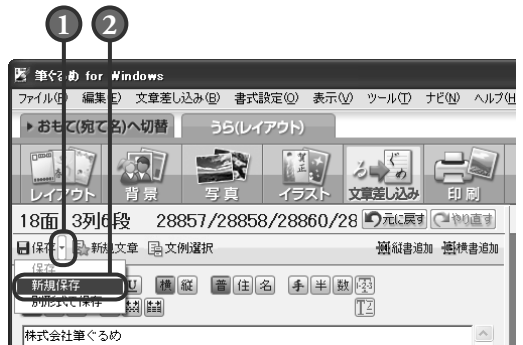 1 2
筆ぐるめ for Windows
ファイル(F) 編集(E) 文章差し込み(B) 書式設定(O) 表示(V) ツール(T) ナビ(N) ヘルプ(H
おもて(宛て名)へ切替 うら(レイアウト)
レイアウト 背景 写真 イラスト 文章差し込み 印刷
18面 3列6段 28857/28858/28860/28 元に戻す やり直す
保存 新規文章 文例選択 縦書追加 横書追加
保存
新規保存 U 横 縦 普 住 名 手 半 数
別形式で保存
株式会社筆ぐるめ